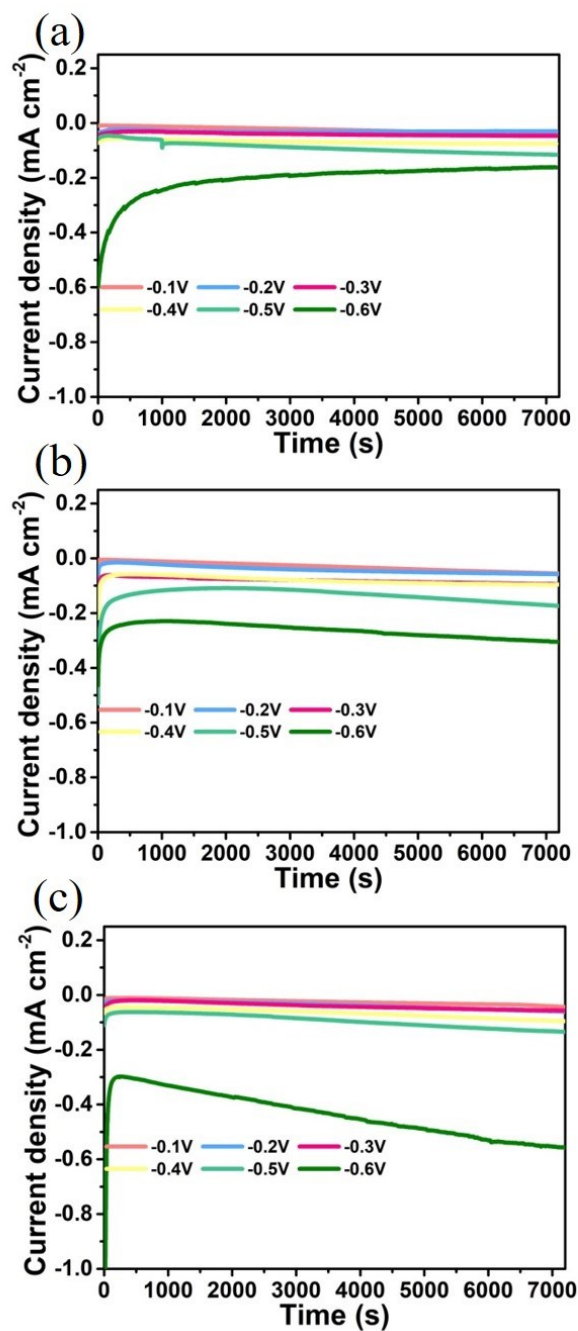 (a)
Current density (mA cm⁻²)
0.2
0.0
-0.2
-0.4
-0.6
-0.8
-1.0
-0.1V -0.2V -0.3V
-0.4V -0.5V -0.6V
0 1000 2000 3000 4000 5000 6000 7000
Time (s)
(b)
Current density (mA cm⁻²)
0.2
0.0
-0.2
-0.4
-0.6
-0.8
-1.0
-0.1V -0.2V -0.3V
-0.4V -0.5V -0.6V
0 1000 2000 3000 4000 5000 6000 7000
Time (s)
(c)
Current density (mA cm⁻²)
0.2
0.0
-0.2
-0.4
-0.6
-0.8
-1.0
-0.1V -0.2V -0.3V
-0.4V -0.5V -0.6V
0 1000 2000 3000 4000 5000 6000 7000
Time (s)